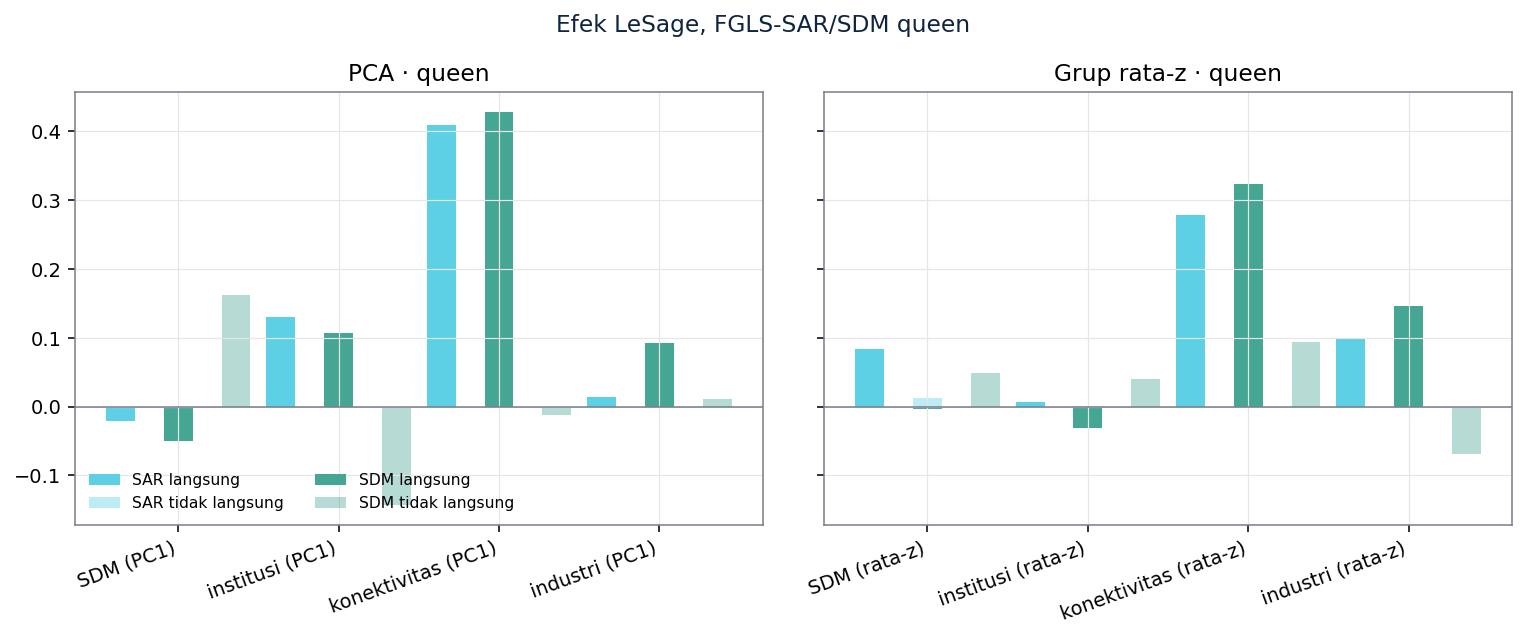 Efek LeSage, FGLS-SAR/SDM queen
PCA · queen
Grup rata-z · queen
0.4
0.3
0.2
0.1
0.0
−0.1
SAR langsung
SAR tidak langsung
SDM langsung
SDM tidak langsung
SDM (PC1)
institusi (PC1)
konektivitas (PC1)
industri (PC1)
SDM (rata-z)
institusi (rata-z)
konektivitas (rata-z)
industri (rata-z)